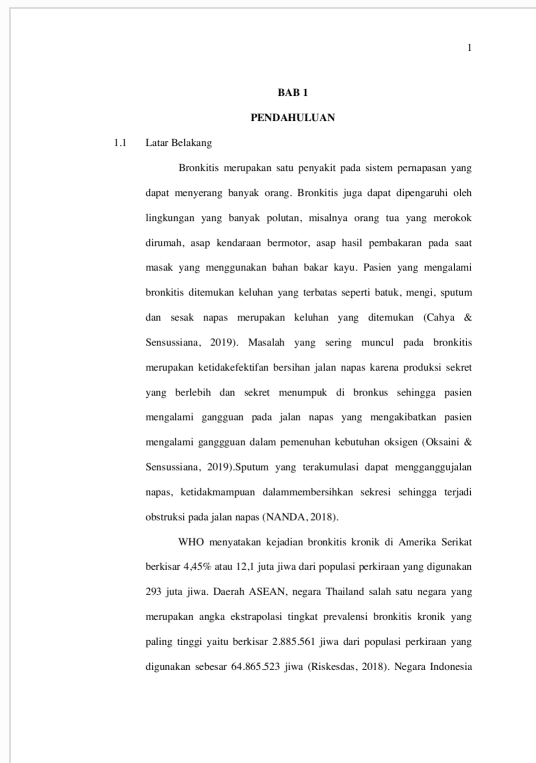 1
BAB 1
PENDAHULUAN
1.1 Latar Belakang
Bronkitis merupakan satu penyakit pada sistem pernapasan yang
dapat menyerang banyak orang. Bronkitis juga dapat dipengaruhi oleh
lingkungan yang banyak polutan, misalnya orang tua yang merokok
dirumah, asap kendaraan bermotor, asap hasil pembakaran pada saat
masak yang menggunakan bahan bakar kayu. Pasien yang mengalami
bronkitis ditemukan keluhan yang terbatas seperti batuk, mengi, sputum
dan sesak napas merupakan keluhan yang ditemukan (Cahya &
Sensussiana, 2019). Masalah yang sering muncul pada bronkitis
merupakan ketidakefektifan bersihan jalan napas karena produksi sekret
yang berlebih dan sekret menumpuk di bronkus sehingga pasien
mengalami gangguan pada jalan napas yang mengakibatkan pasien
mengalami ganggguan dalam pemenuhan kebutuhan oksigen (Oksaini &
Sensussiana, 2019).Sputum yang terakumulasi dapat mengganggujalan
napas, ketidakmampuan dalammembersihkan sekresi sehingga terjadi
obstruksi pada jalan napas (NANDA, 2018).
WHO menyatakan kejadian bronkitis kronik di Amerika Serikat
berkisar 4,45% atau 12,1 juta jiwa dari populasi perkiraan yang digunakan
293 juta jiwa. Daerah ASEAN, negara Thailand salah satu negara yang
merupakan angka ekstrapolasi tingkat prevalensi bronkitis kronik yang
paling tinggi yaitu berkisar 2.885.561 jiwa dari populasi perkiraan yang
digunakan sebesar 64.865.523 jiwa (Riskesdas, 2018). Negara Indonesia